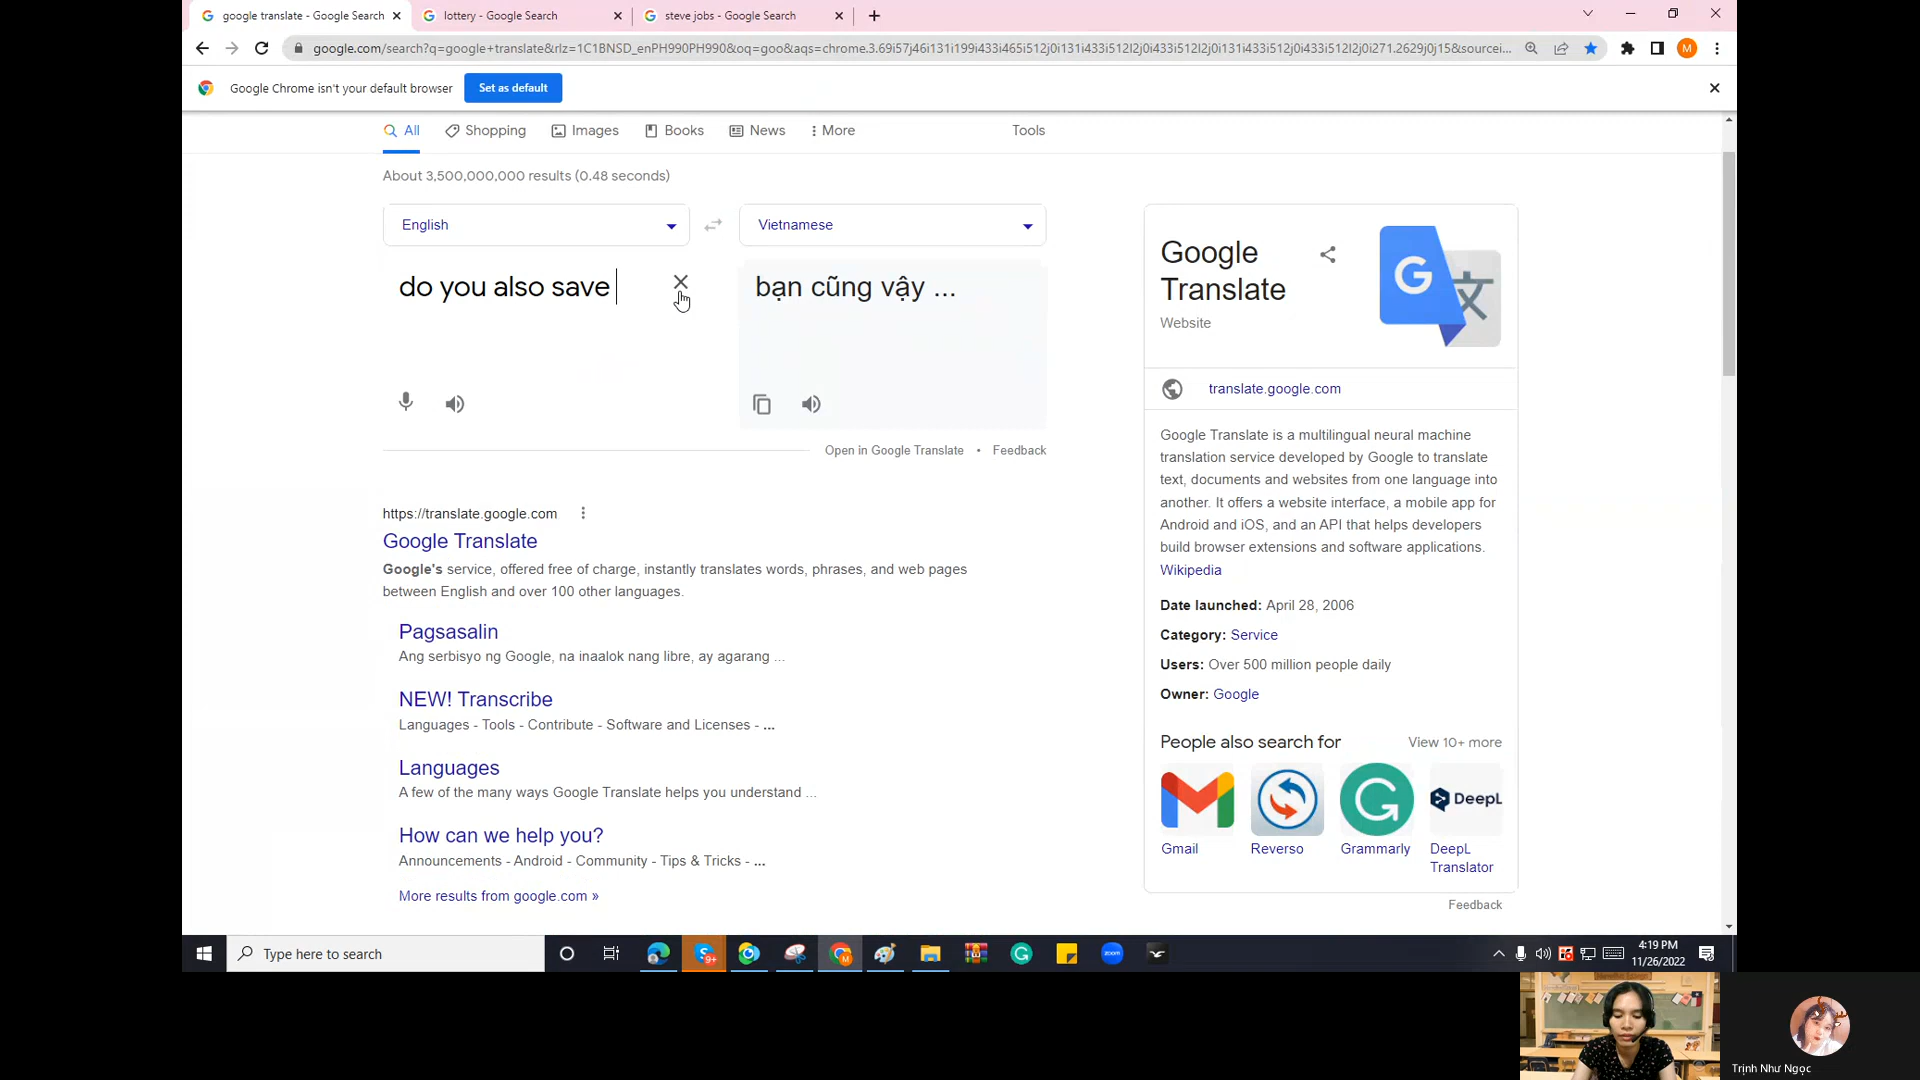 google translate - Google Search
lottery - Google Search
steve jobs - Google Search
google.com/search?q=google+translate&rlz=1C1BNSD_enPH990PH990&oq=goo&aqs=chrome.3.69i57j46i131i199i433i465i512j0i131i433i512l2j0i433i512l2j0i131i433i512j0i433i512l2j0i271.2629j0j15&sourcei...
M
Google Chrome isn't your default browser
Set as default
All
Shopping
Images
Books
News
More
Tools
About 3,500,000,000 results (0.48 seconds)
English
Vietnamese
do you also save
bạn cũng vậy ...
Open in Google Translate • Feedback
https://translate.google.com
Google Translate
Google's service, offered free of charge, instantly translates words, phrases, and web pages
between English and over 100 other languages.
Pagsasalin
Ang serbisyo ng Google, na inaalok nang libre, ay agarang ...
NEW! Transcribe
Languages - Tools - Contribute - Software and Licenses - ...
Languages
A few of the many ways Google Translate helps you understand ...
How can we help you?
Announcements - Android - Community - Tips & Tricks - ...
More results from google.com »
Google
Translate
Website
G 文
translate.google.com
Google Translate is a multilingual neural machine
translation service developed by Google to translate
text, documents and websites from one language into
another. It offers a website interface, a mobile app for
Android and iOS, and an API that helps developers
build browser extensions and software applications.
Wikipedia
Date launched: April 28, 2006
Category: Service
Users: Over 500 million people daily
Owner: Google
People also search for
View 10+ more
DeepL
Gmail
Reverso
Grammarly
DeepL
Translator
Feedback
Type here to search
9+
zoom
4:19 PM
11/26/2022
Trịnh Như Ngọc